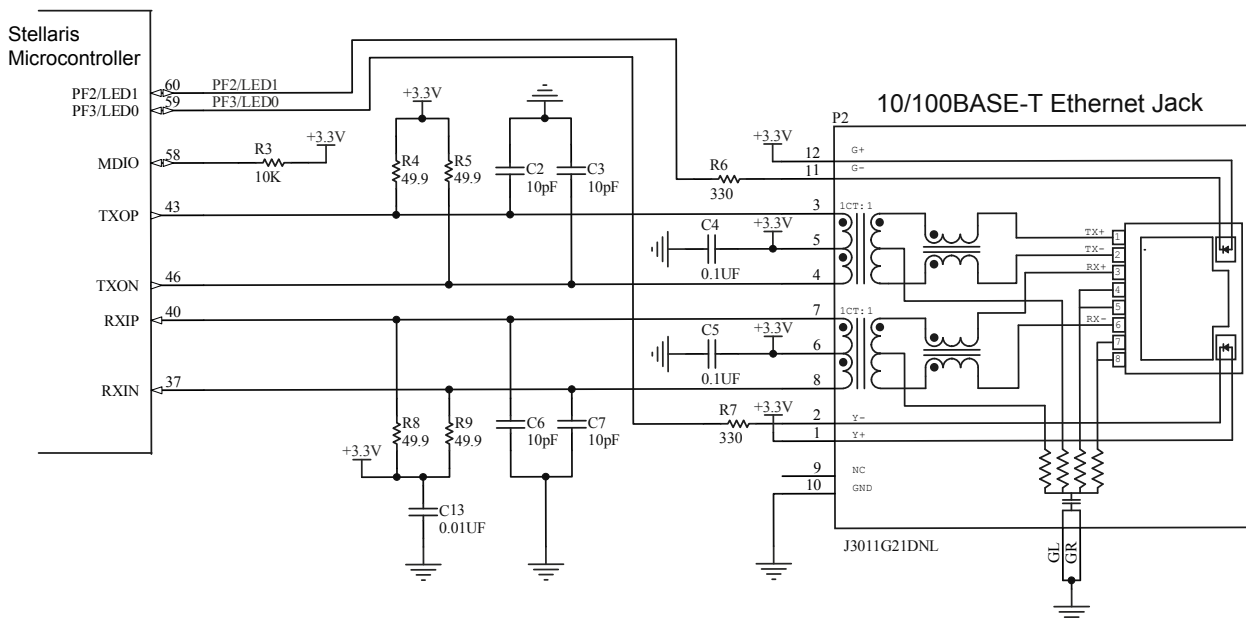 Stellaris
Microcontroller
PF2/LED1
60
PF2/LED1
PF3/LED0
59
PF3/LED0
MDIO
58
R3
10K
+3.3V
TXOP
43
TXON
46
RXIP
40
RXIN
37
+3.3V
R4
49.9
R5
49.9
C2
10pF
C3
10pF
R8
49.9
R9
49.9
C6
10pF
C7
10pF
+3.3V
C13
0.01UF
R6
330
+3.3V
C4
0.1UF
+3.3V
C5
0.1UF
+3.3V
R7
330
+3.3V
10/100BASE-T Ethernet Jack
P2
12
G+
11
G-
3
1CT:1
5
4
7
1CT:1
6
8
2
Y-
1
Y+
9
NC
10
GND
TX+
1
TX-
2
RX+
3
4
5
RX-
6
7
8
J3011G21DNL
GL
GR